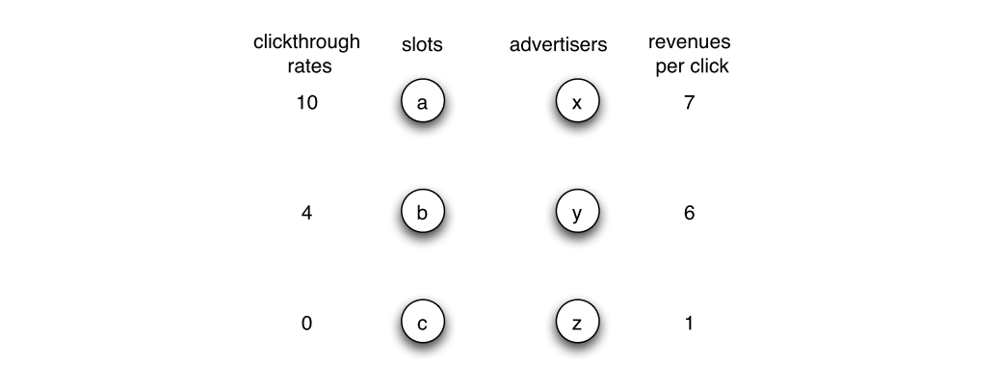 clickthrough rates slots advertisers revenues per click
10 a x 7
4 b y 6
0 c z 1